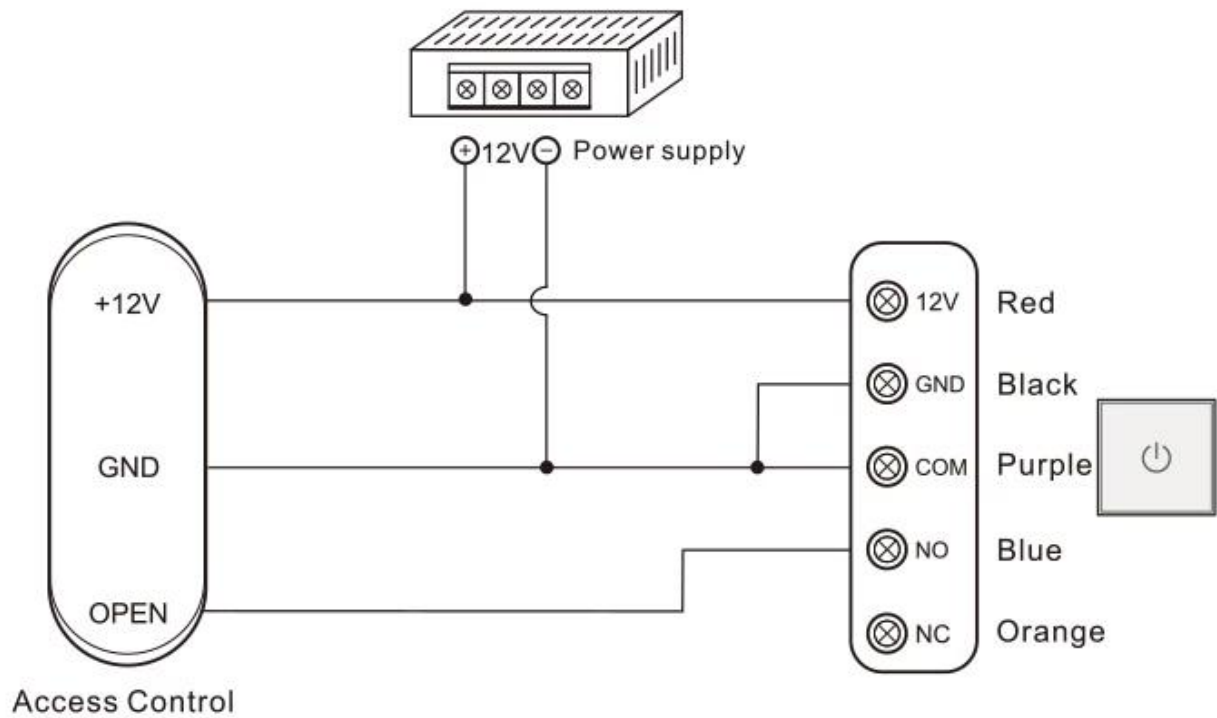 ⊕12V⊖ Power supply
+12V
GND
OPEN
Access Control
12V Red
GND Black
COM Purple
NO Blue
NC Orange